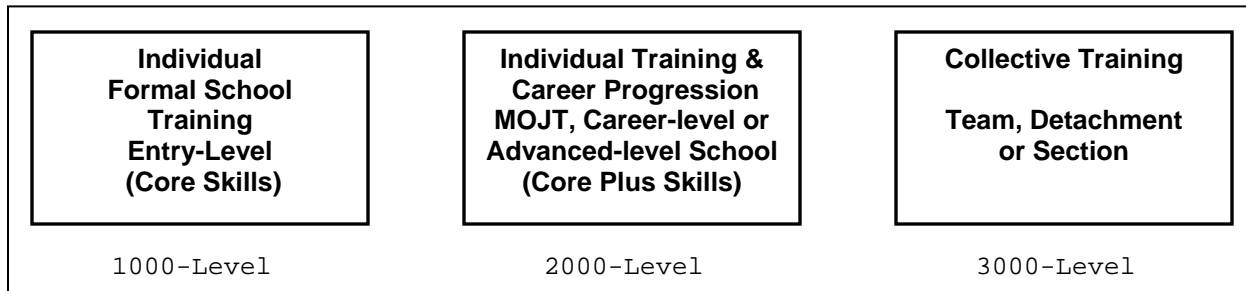 Individual
Formal School
Training
Entry-Level
(Core Skills)
1000-Level
Individual Training &
Career Progression
MOJT, Career-level or
Advanced-level School
(Core Plus Skills)
2000-Level
Collective Training
Team, Detachment
or Section
3000-Level